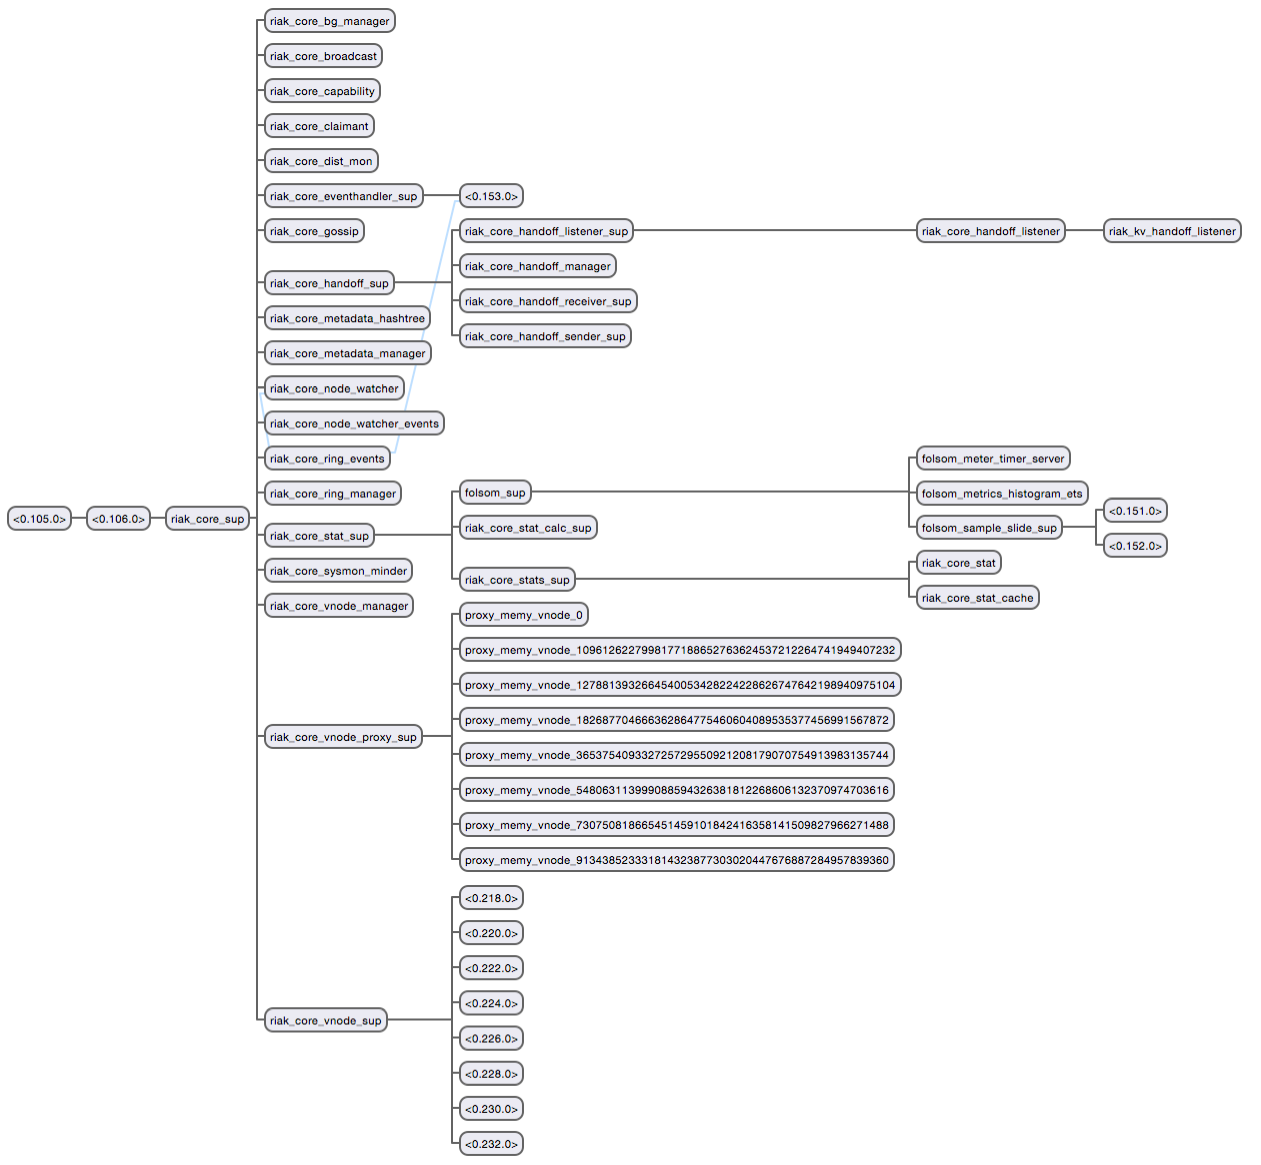 <0.105.0>
<0.106.0>
riak_core_sup
riak_core_bg_manager
riak_core_broadcast
riak_core_capability
riak_core_claimant
riak_core_dist_mon
riak_core_eventhandler_sup
<0.153.0>
riak_core_gossip
riak_core_handoff_sup
riak_core_handoff_listener_sup
riak_core_handoff_listener
riak_kv_handoff_listener
riak_core_handoff_manager
riak_core_handoff_receiver_sup
riak_core_handoff_sender_sup
riak_core_metadata_hashtree
riak_core_metadata_manager
riak_core_node_watcher
riak_core_node_watcher_events
riak_core_ring_events
riak_core_ring_manager
riak_core_stat_sup
folsom_sup
folsom_meter_timer_server
folsom_metrics_histogram_ets
folsom_sample_slide_sup
<0.151.0>
<0.152.0>
riak_core_stat_calc_sup
riak_core_stats_sup
riak_core_stat
riak_core_stat_cache
riak_core_sysmon_minder
riak_core_vnode_manager
riak_core_vnode_proxy_sup
proxy_memy_vnode_0
proxy_memy_vnode_1096126227998177188652763624537212264741949407232
proxy_memy_vnode_1278813932664540053428224228626747642198940975104
proxy_memy_vnode_182687704666362864775460604089535377456991567872
proxy_memy_vnode_365375409332725729550921208179070754913983135744
proxy_memy_vnode_548063113999088594326381812268606132370974703616
proxy_memy_vnode_730750818665451459101842416358141509827966271488
proxy_memy_vnode_913438523331814323877303020447676887284957839360
riak_core_vnode_sup
<0.218.0>
<0.220.0>
<0.222.0>
<0.224.0>
<0.226.0>
<0.228.0>
<0.230.0>
<0.232.0>